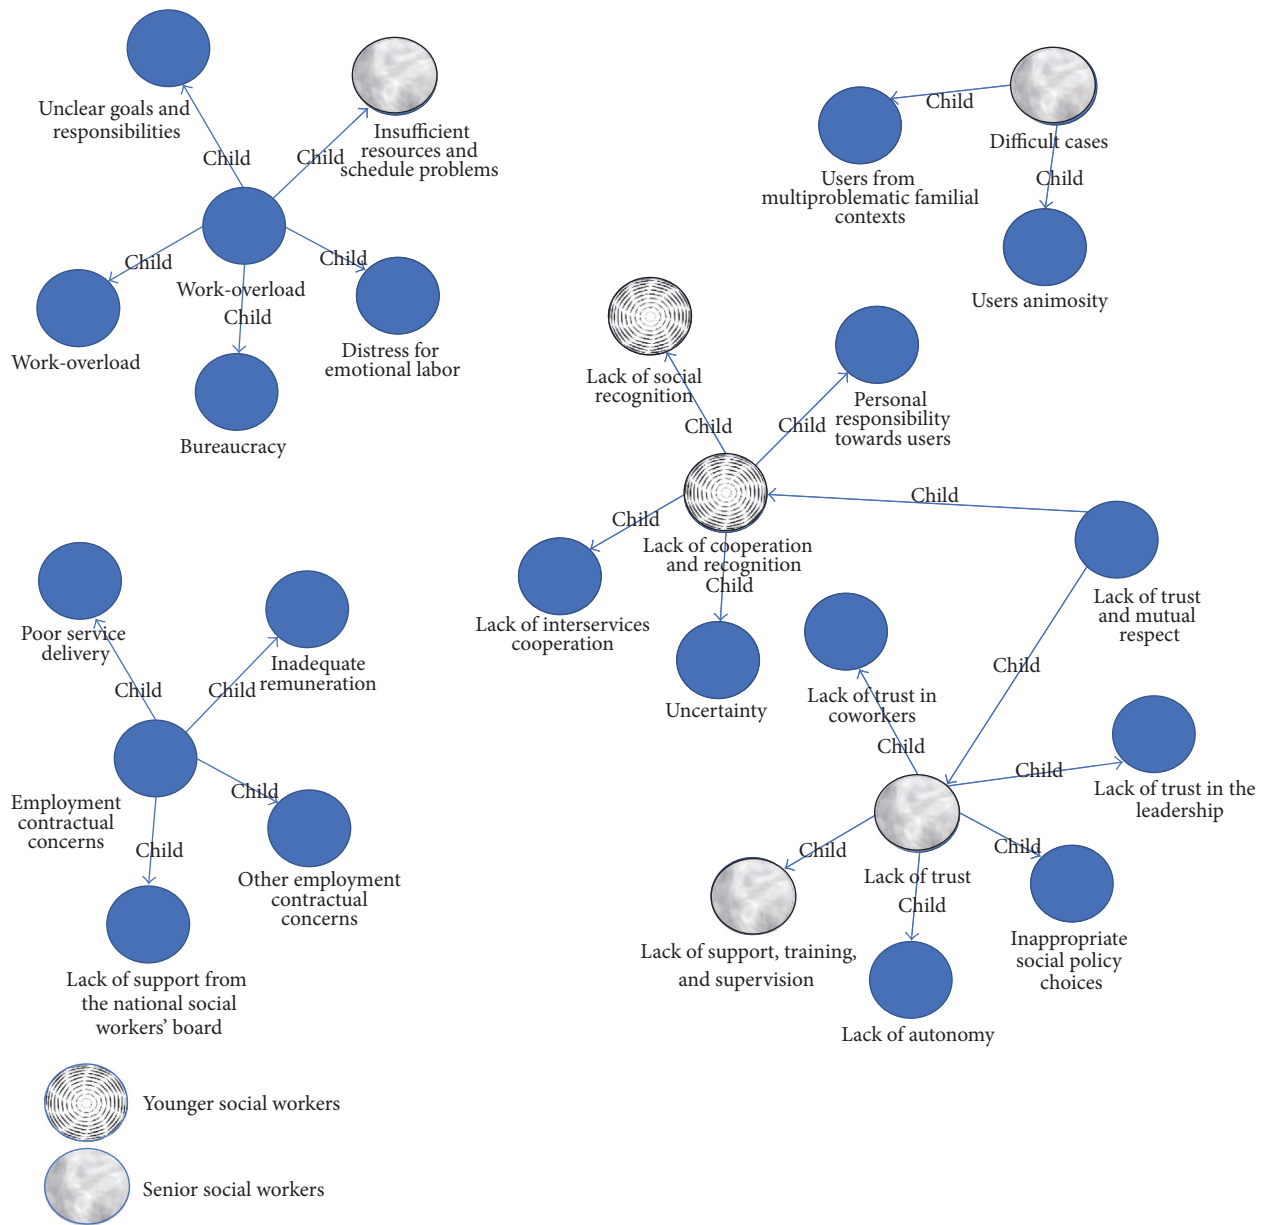 Unclear goals and
responsibilities
Insufficient
resources and
schedule problems
Child
Child
Child
Child
Work-overload
Child
Work-overload
Distress for
emotional labor
Bureaucracy
Child
Difficult cases
Child
Users from
multiproblematic familial
contexts
Users animosity
Lack of social
recognition
Personal
responsibility
towards users
Child
Child
Child
Child
Lack of cooperation
and recognition
Child
Lack of interservices
cooperation
Uncertainty
Lack of trust
and mutual
respect
Child
Lack of trust in
coworkers
Child
Child
Lack of trust in the
leadership
Child
Child
Lack of trust
Child
Lack of support, training,
and supervision
Inappropriate
social policy
choices
Lack of autonomy
Poor service
delivery
Inadequate
remuneration
Child
Child
Child
Employment
contractual
concerns
Child
Other employment
contractual
concerns
Lack of support from
the national social
workers’ board
Younger social workers
Senior social workers